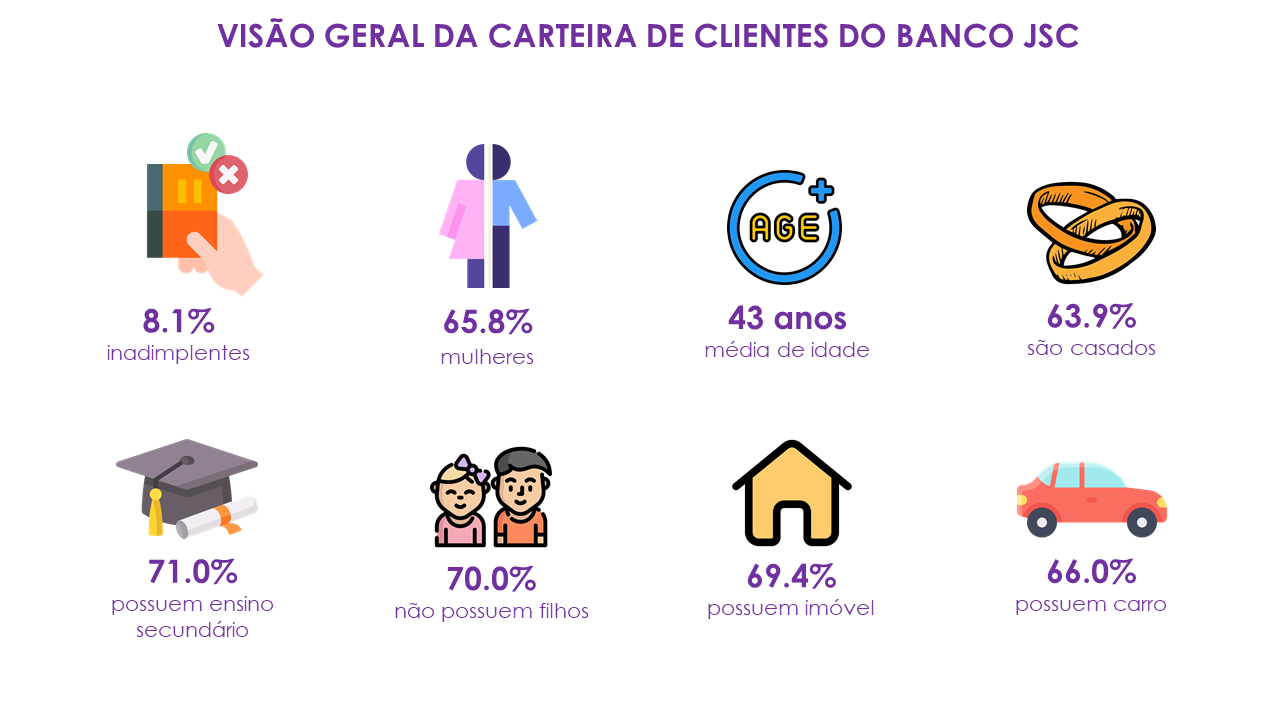 VISÃO GERAL DA CARTEIRA DE CLIENTES DO BANCO JSC
AGE
8.1%
inadimplentes
65.8%
mulheres
43 anos
média de idade
63.9%
são casados
71.0%
possuem ensino
secundário
70.0%
não possuem filhos
69.4%
possuem imóvel
66.0%
possuem carro